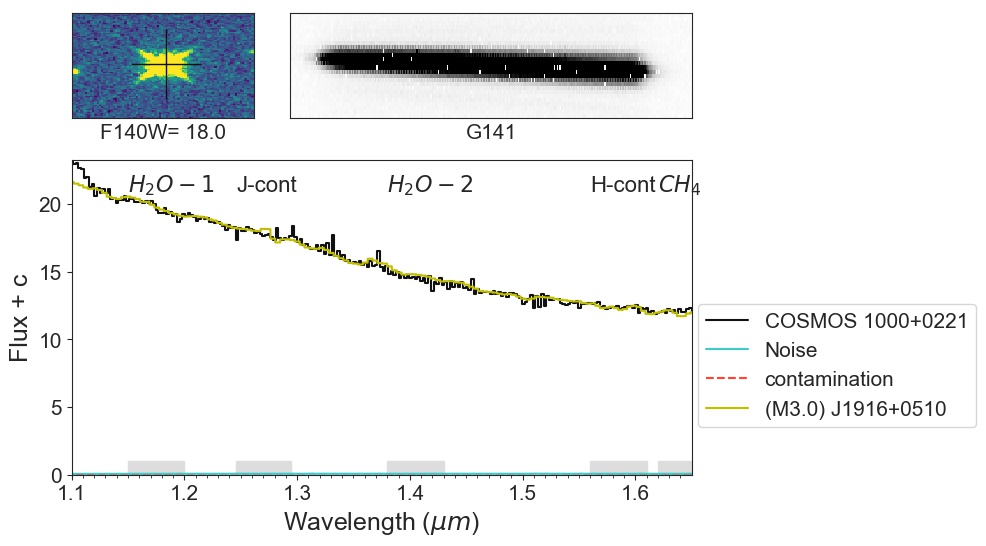 F140W= 18.0
G141
H₂O − 1 J-cont H₂O − 2 H-cont CH₄
20
15
10
5
0
Flux + c
1.1 1.2 1.3 1.4 1.5 1.6
Wavelength (μm)
COSMOS 1000+0221
Noise
contamination
(M3.0) J1916+0510